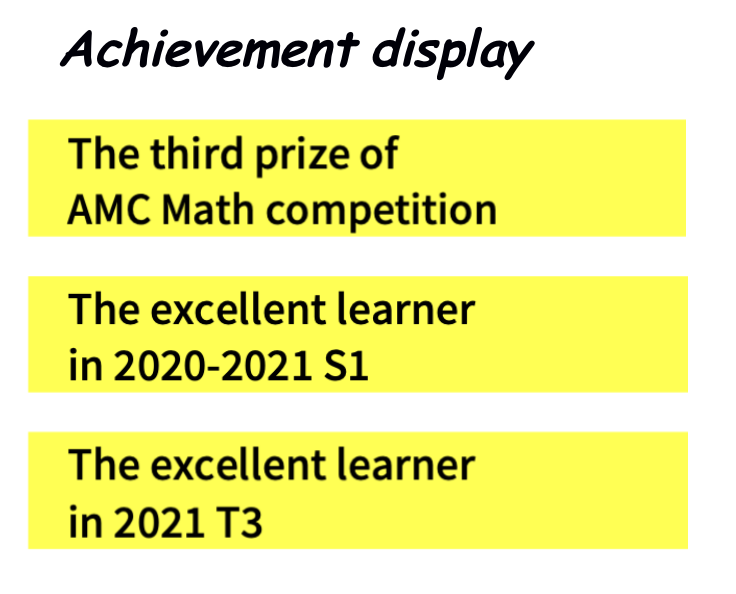 Achievement display
The third prize of
AMC Math competition
The excellent learner
in 2020-2021 S1
The excellent learner
in 2021 T3